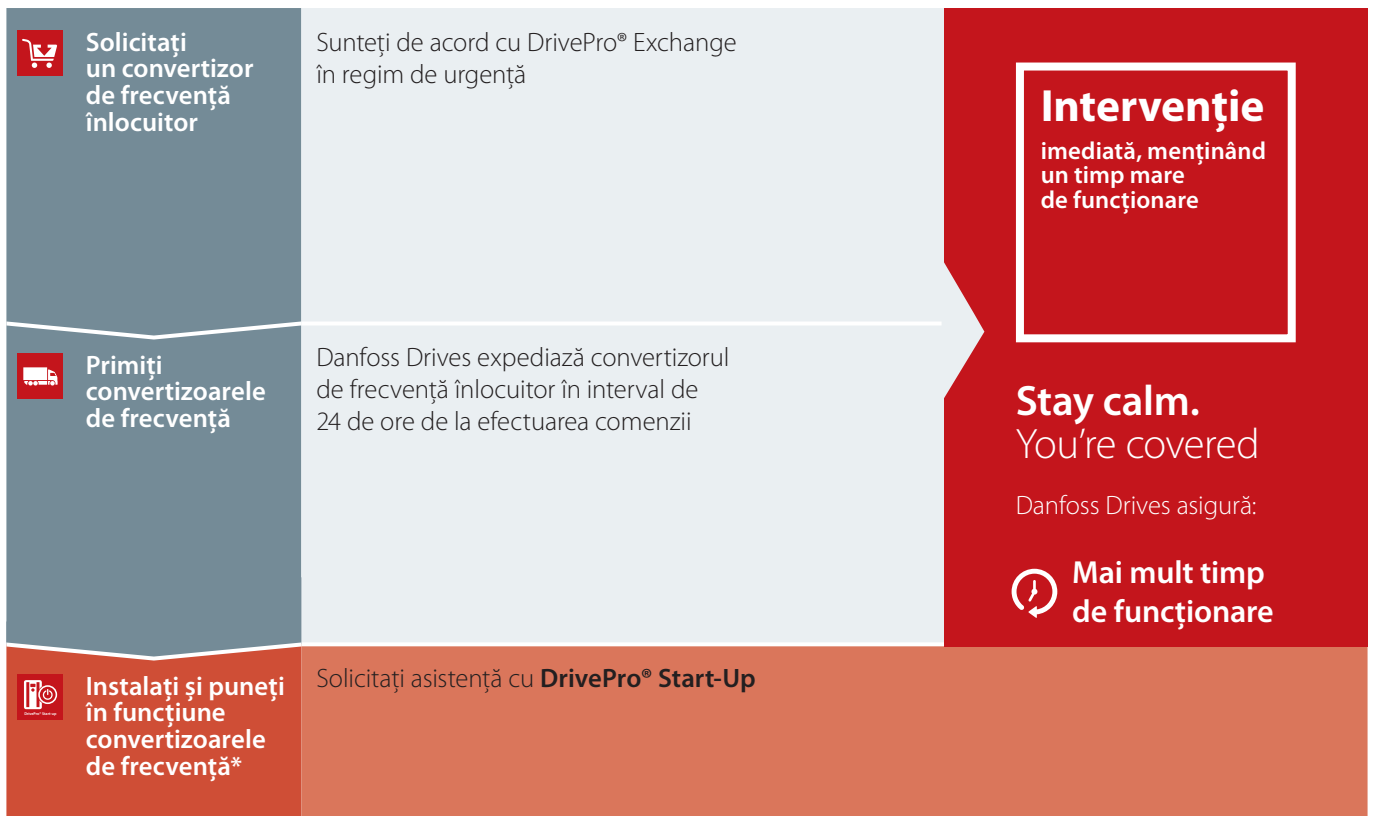 Solicitați
un convertizor
de frecvență
înlocuitor
Sunteți de acord cu DrivePro® Exchange
în regim de urgență
Primiți
convertizoarele
de frecvență
Danfoss Drives expediază convertizorul
de frecvență înlocuitor în interval de
24 de ore de la efectuarea comenzii
Instalați și puneți
în funcțiune
convertizoarele
de frecvență*
DrivePro® Start-up
Solicitați asistență cu DrivePro® Start-Up
Intervenție
imediată, menținând
un timp mare
de funcționare
Stay calm.
You're covered
Danfoss Drives asigură:
Mai mult timp
de funcționare